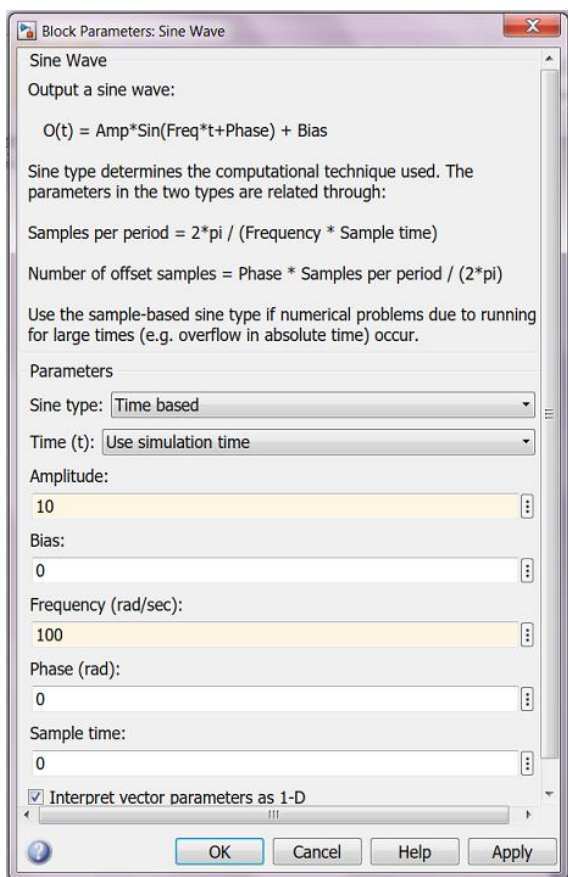 Block Parameters: Sine Wave
Sine Wave
Output a sine wave:
O(t) = Amp*Sin(Freq*t+Phase) + Bias
Sine type determines the computational technique used. The
parameters in the two types are related through:
Samples per period = 2*pi / (Frequency * Sample time)
Number of offset samples = Phase * Samples per period / (2*pi)
Use the sample-based sine type if numerical problems due to running
for large times (e.g. overflow in absolute time) occur.
Parameters
Sine type: Time based
Time (t): Use simulation time
Amplitude:
10
Bias:
0
Frequency (rad/sec):
100
Phase (rad):
0
Sample time:
0
Interpret vector parameters as 1-D
OK Cancel Help Apply